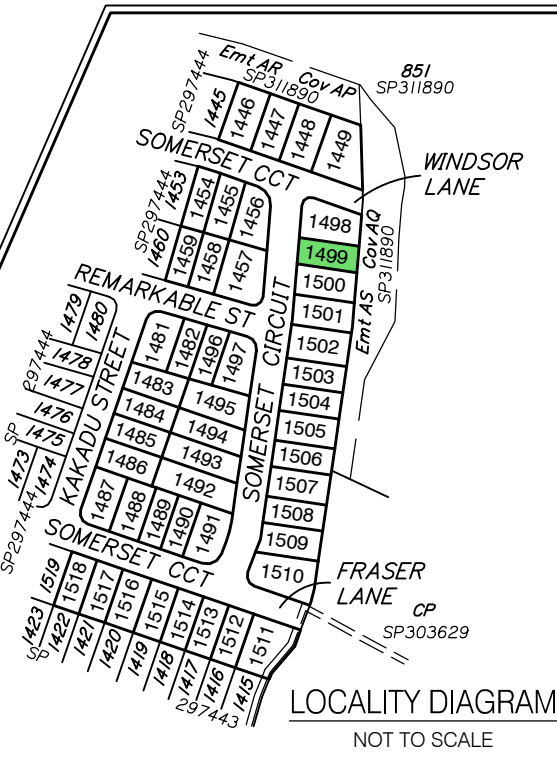 Emt AR
Cov AP
SP311890
851
SP311890
SP297444
1445
1446
1447
1448
1449
SOMERSET CCT
WINDSOR
LANE
SP297444
1453
1454
1455
1456
1460
1459
1458
1457
REMARKABLE ST
SOMERSET CIRCUIT
1498
1499
1500
1501
1502
1503
1504
1505
1506
1507
1508
1509
1510
Emt AS
Cov AQ
SP311890
1479
1480
1478
1477
1476
1475
1473
1474
SP 297444
SP297444
KAKADU STREET
1481
1482
1496
1497
1483
1495
1484
1494
1485
1493
1486
1492
1487
1488
1489
1490
1491
SOMERSET CCT
FRASER
LANE
CP
SP303629
1519
1518
1517
1516
1515
1514
1513
1512
1511
1423
1422
1421
1420
1419
1418
1417
1416
1415
SP
297443
LOCALITY DIAGRAM
NOT TO SCALE